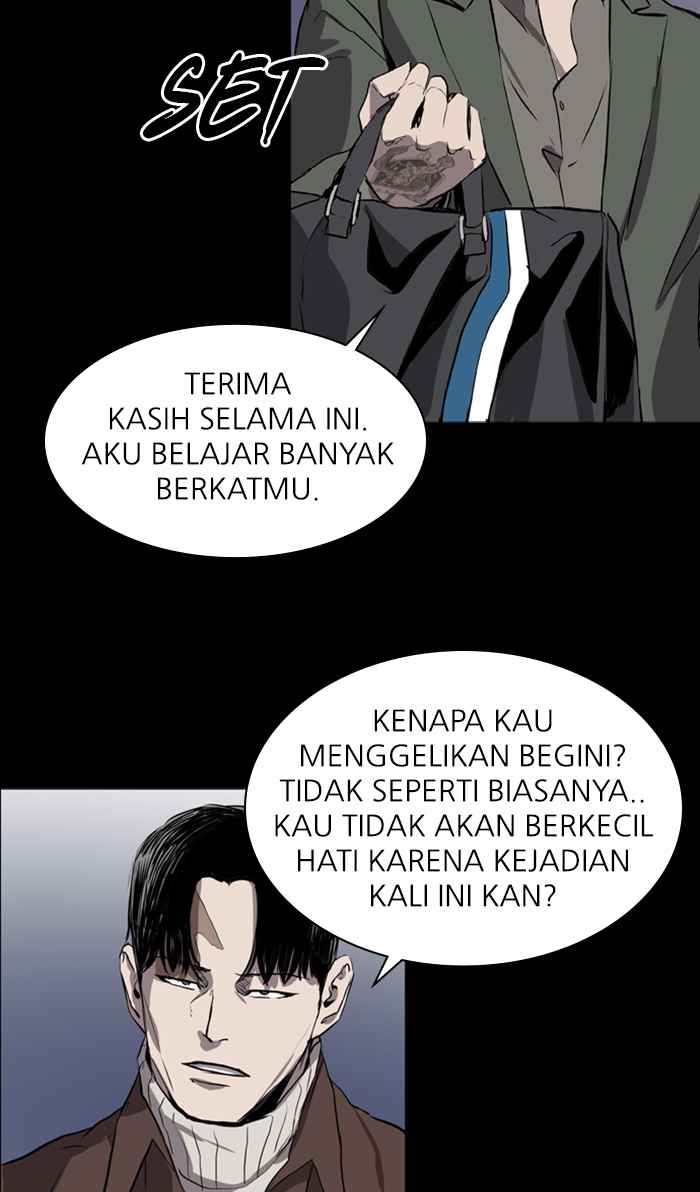 SET
TERIMA
KASIH SELAMA INI.
AKU BELAJAR BANYAK
BERKATMU.
KENAPA KAU
MENGGELIKAN BEGINI?
TIDAK SEPERTI BIASANYA..
KAU TIDAK AKAN BERKECIL
HATI KARENA KEJADIAN
KALI INI KAN?